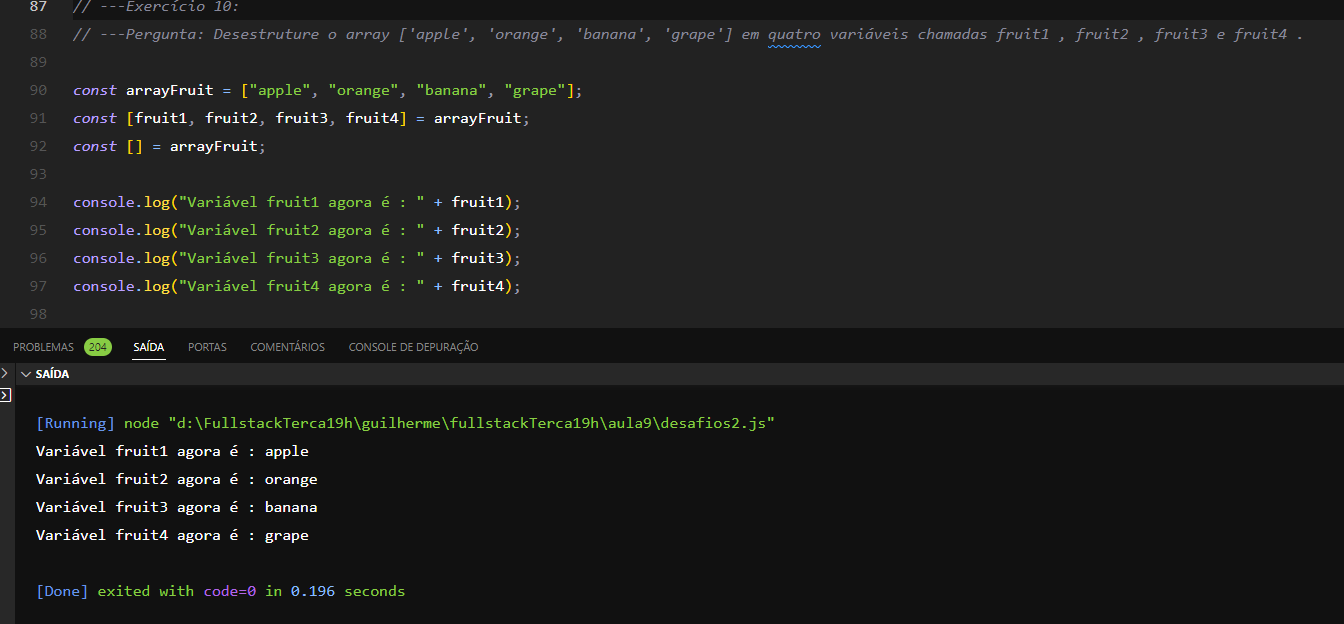 87 // ---Exercício 10:
88 // ---Pergunta: Desestruture o array ['apple', 'orange', 'banana', 'grape'] em quatro variáveis chamadas fruit1 , fruit2 , fruit3 e fruit4 .
89
90 const arrayFruit = ["apple", "orange", "banana", "grape"];
91 const [fruit1, fruit2, fruit3, fruit4] = arrayFruit;
92 const [] = arrayFruit;
93
94 console.log("Variável fruit1 agora é : " + fruit1);
95 console.log("Variável fruit2 agora é : " + fruit2);
96 console.log("Variável fruit3 agora é : " + fruit3);
97 console.log("Variável fruit4 agora é : " + fruit4);
98
PROBLEMAS 204 SAÍDA PORTAS COMENTÁRIOS CONSOLE DE DEPURAÇÃO
SAÍDA
[Running] node "d:\FullstackTerca19h\guilherme\fullstackTerca19h\aula9\desafios2.js"
Variável fruit1 agora é : apple
Variável fruit2 agora é : orange
Variável fruit3 agora é : banana
Variável fruit4 agora é : grape
[Done] exited with code=0 in 0.196 seconds